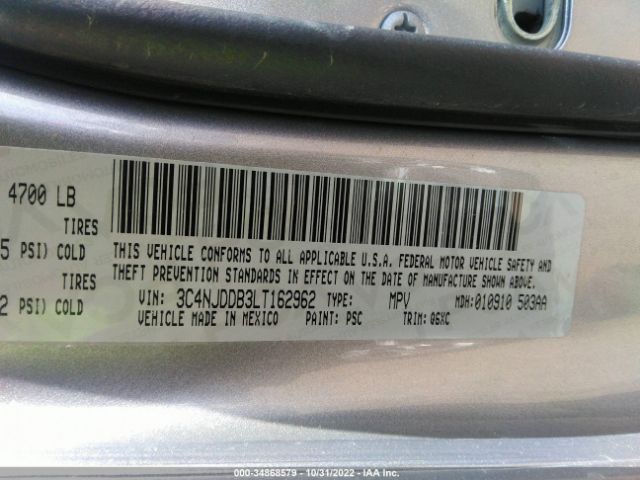 4700 LB
TIRES
5 PSI) COLD
TIRES
2 PSI) COLD
THIS VEHICLE CONFORMS TO ALL APPLICABLE U.S.A. FEDERAL MOTOR VEHICLE SAFETY AND
THEFT PREVENTION STANDARDS IN EFFECT ON THE DATE OF MANUFACTURE SHOWN ABOVE.
VIN: 3C4NJDDB3LT162962 TYPE: MPV MDH:010910 503AA
VEHICLE MADE IN MEXICO PAINT: PSC TRIM: Q6XC
000-34868579 - 10/31/2022 - IAA Inc.